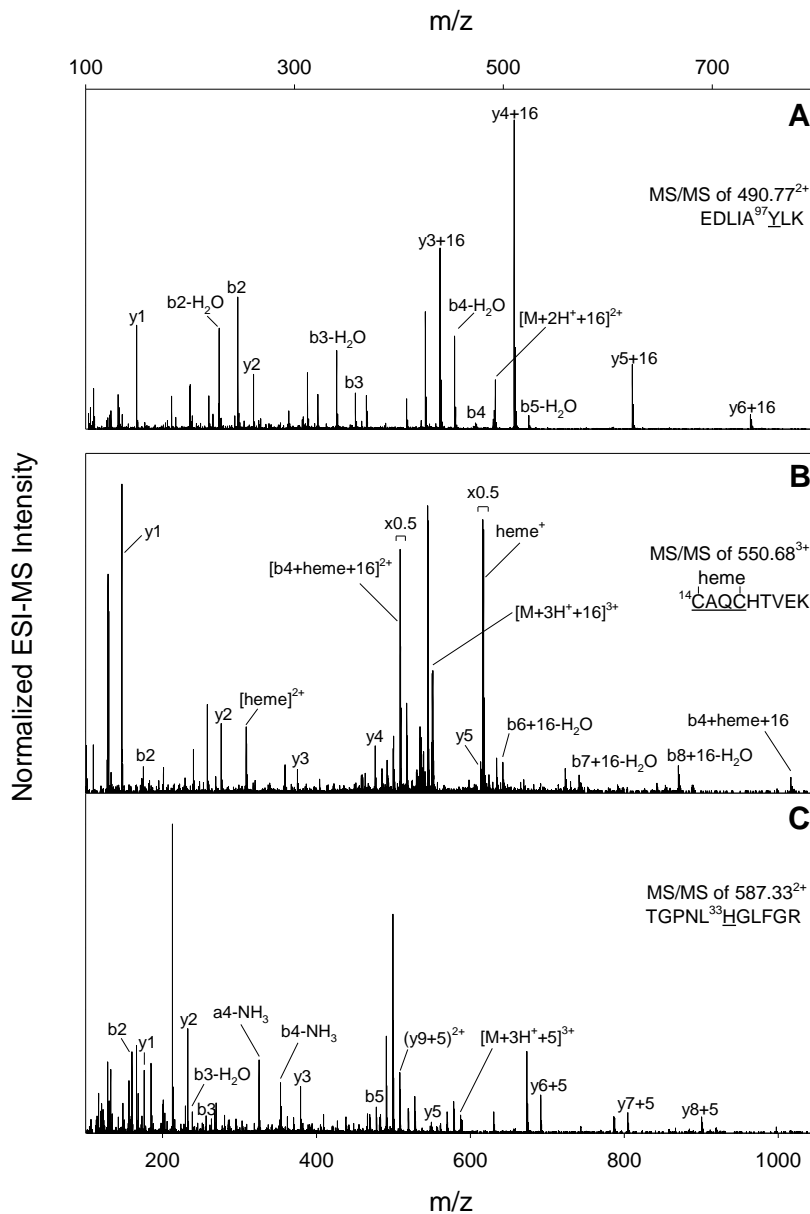 m/z
100 300 500 700
Normalized ESI-MS Intensity
A
MS/MS of 490.77²⁺
EDLIA⁹⁷YLK
y4+16
y3+16
b2
b2-H₂O
y1
y2
b3-H₂O
b3
b4-H₂O
[M+2H⁺+16]²⁺
b4
b5-H₂O
y5+16
y6+16
B
MS/MS of 550.68³⁺
heme
¹⁴CAQCHTVEK
x0.5
x0.5
y1
[b4+heme+16]²⁺
heme⁺
[M+3H⁺+16]³⁺
b2
y2
[heme]²⁺
y3
y4
y5
b6+16-H₂O
b7+16-H₂O
b8+16-H₂O
b4+heme+16
C
MS/MS of 587.33²⁺
TGPNL³³HGLFGR
b2
y1
y2
b3-H₂O
b3
a4-NH₃
b4-NH₃
y3
b5
(y9+5)²⁺
[M+3H⁺+5]³⁺
y5
y6+5
y7+5
y8+5
200 400 600 800 1000
m/z